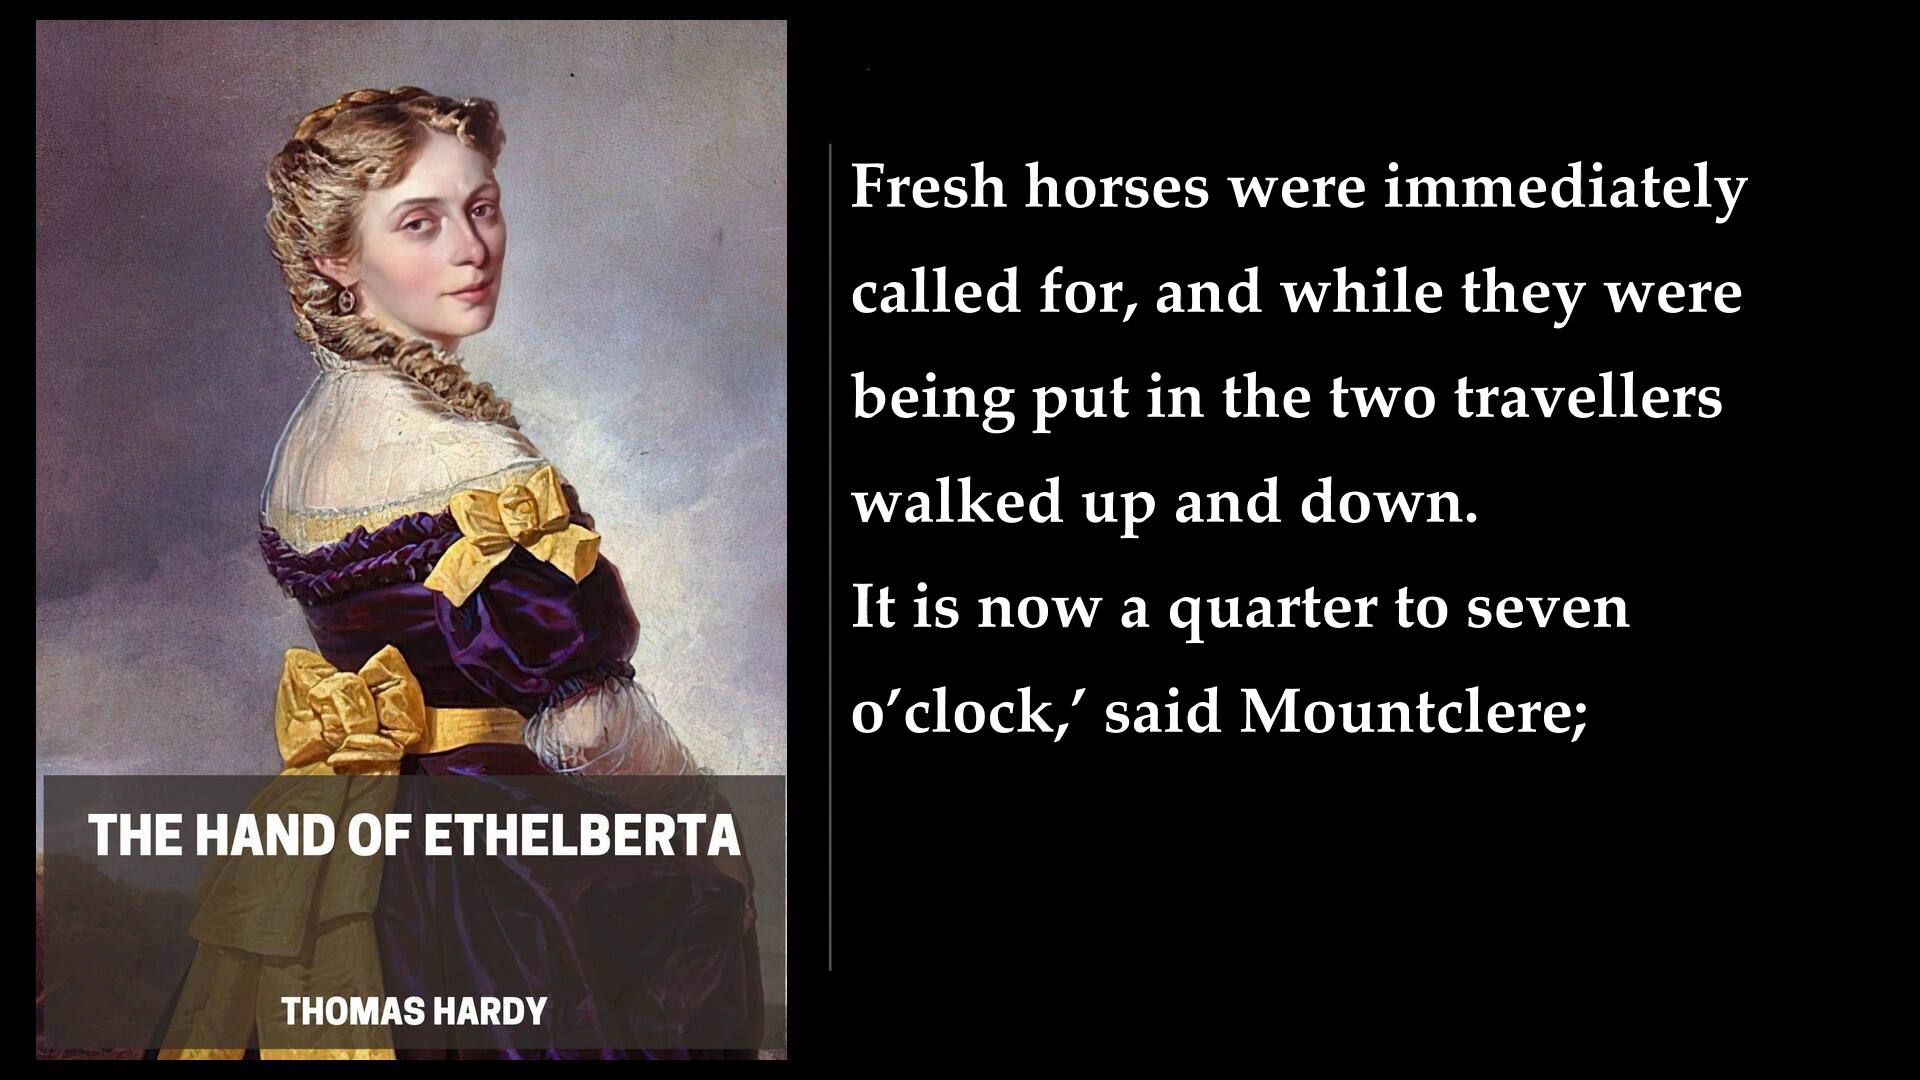 THE HAND OF ETHELBERTA
THOMAS HARDY
Fresh horses were immediately
called for, and while they were
being put in the two travellers
walked up and down.
It is now a quarter to seven
o’clock,’ said Mountclere;